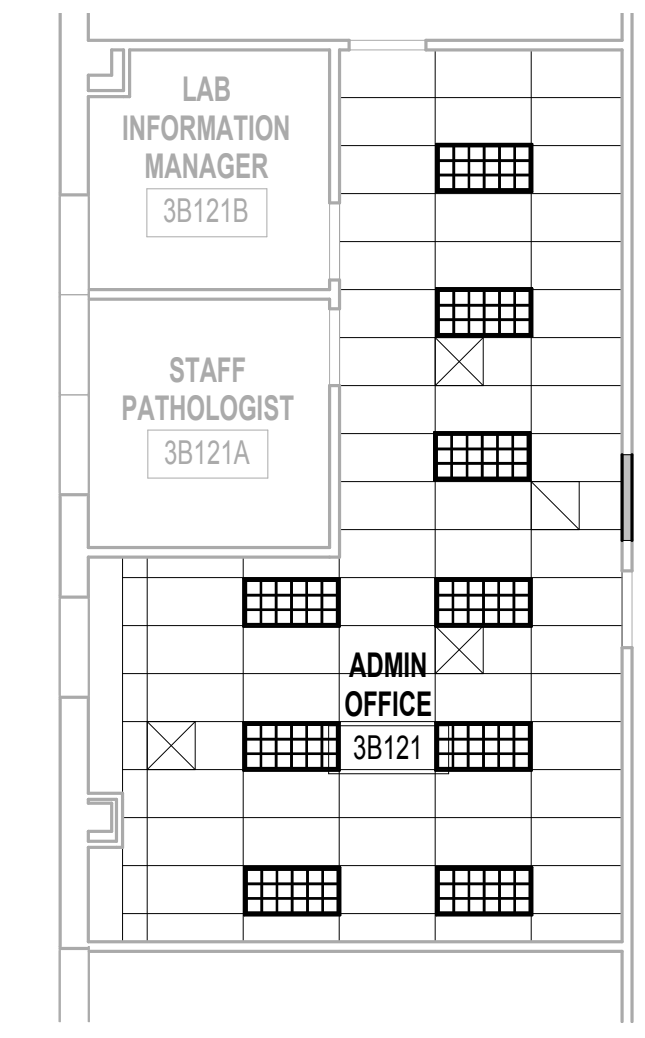 LAB
INFORMATION
MANAGER
3B121B
STAFF
PATHOLOGIST
3B121A
ADMIN
OFFICE
3B121